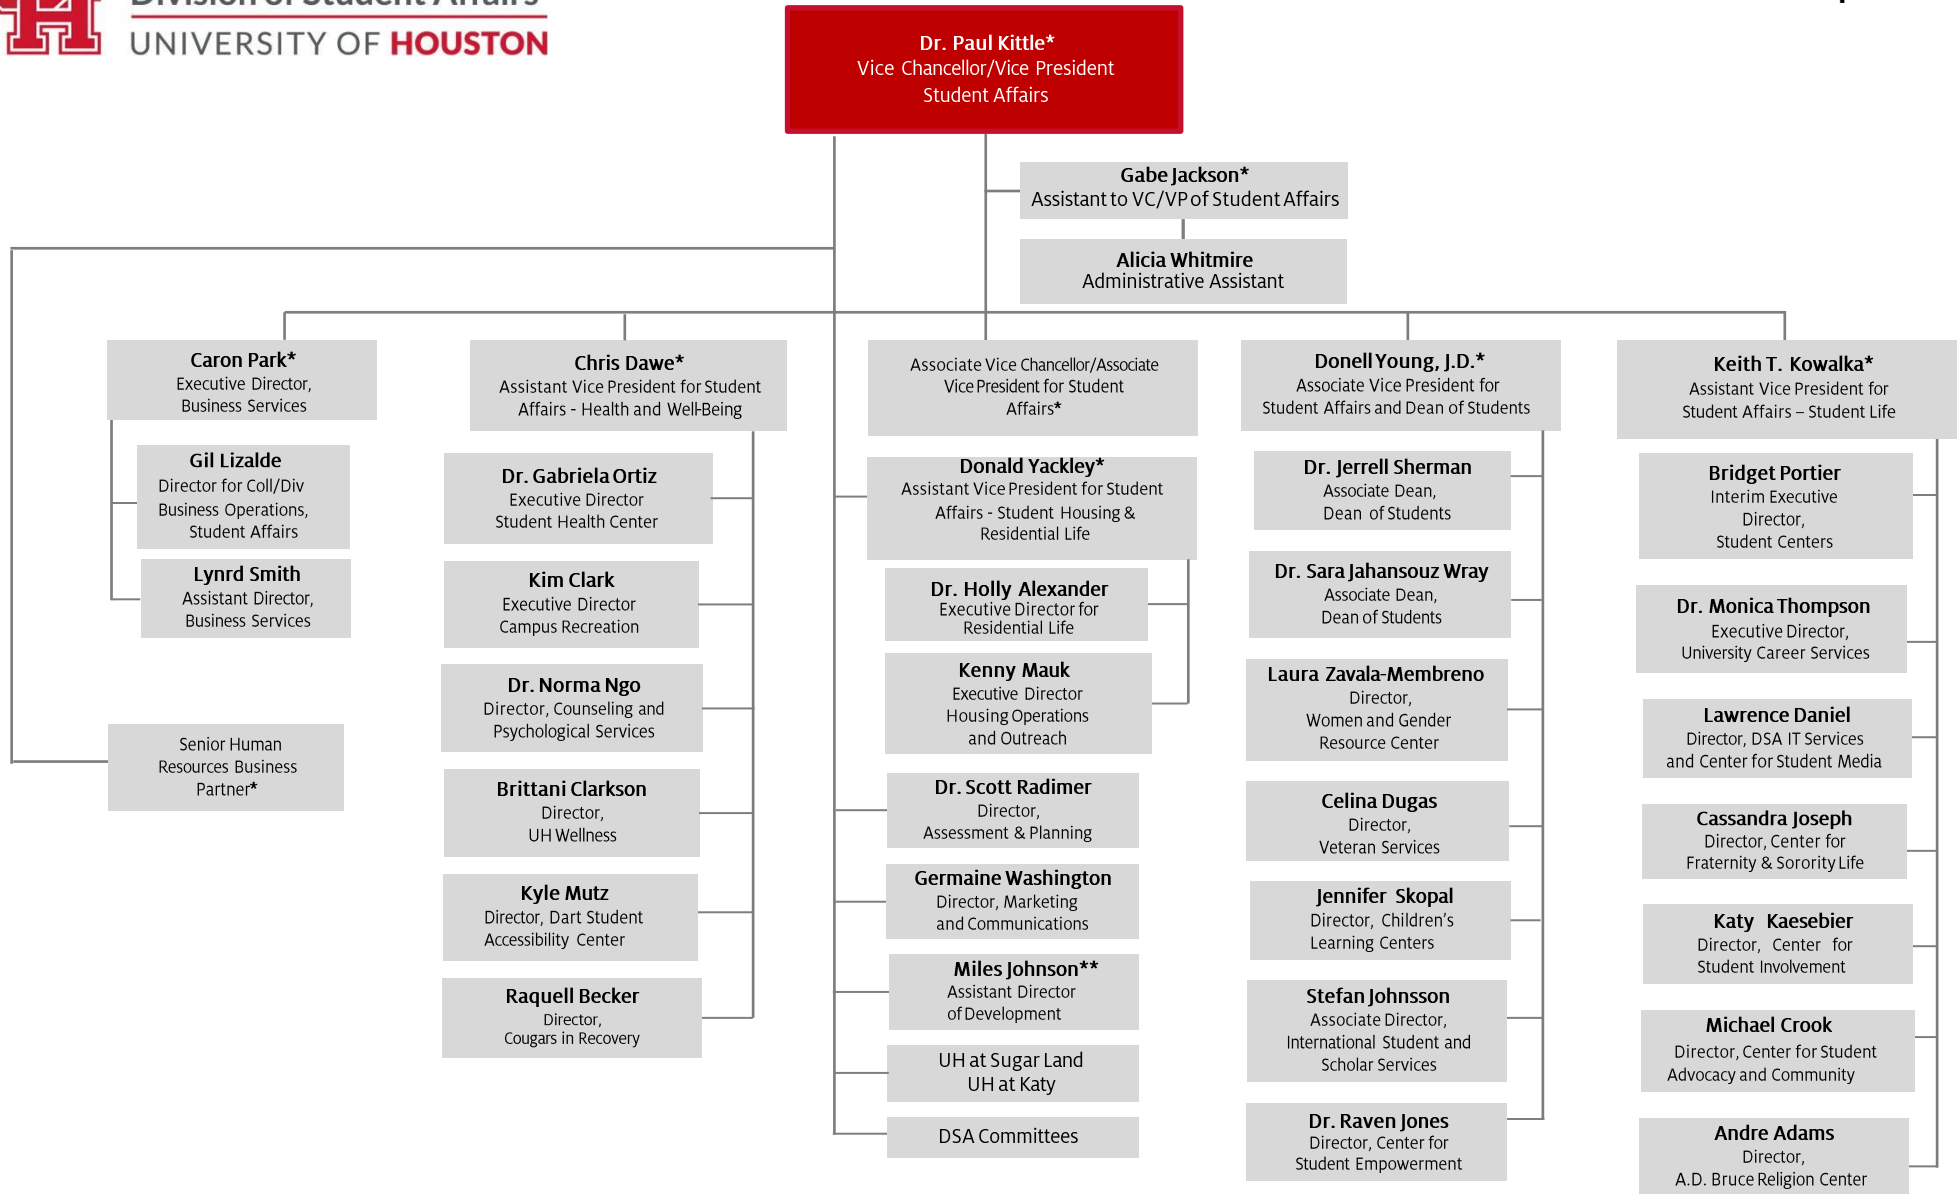 Division of Student Affairs
UNIVERSITY OF HOUSTON
Dr. Paul Kittle*
Vice Chancellor/Vice President
Student Affairs
Gabe Jackson*
Assistant to VC/VP of Student Affairs
Alicia Whitmire
Administrative Assistant
Caron Park*
Executive Director,
Business Services
Gil Lizalde
Director for Coll/Div
Business Operations,
Student Affairs
Lynrd Smith
Assistant Director,
Business Services
Senior Human
Resources Business
Partner*
Chris Dawe*
Assistant Vice President for Student
Affairs - Health and Well-Being
Dr. Gabriela Ortiz
Executive Director
Student Health Center
Kim Clark
Executive Director
Campus Recreation
Dr. Norma Ngo
Director, Counseling and
Psychological Services
Brittani Clarkson
Director,
UH Wellness
Kyle Mutz
Director, Dart Student
Accessibility Center
Raquell Becker
Director,
Cougars in Recovery
Associate Vice Chancellor/Associate
Vice President for Student
Affairs*
Donald Yackley*
Assistant Vice President for Student
Affairs - Student Housing &
Residential Life
Dr. Holly Alexander
Executive Director for
Residential Life
Kenny Mauk
Executive Director
Housing Operations
and Outreach
Dr. Scott Radimer
Director,
Assessment & Planning
Germaine Washington
Director, Marketing
and Communications
Miles Johnson**
Assistant Director
of Development
UH at Sugar Land
UH at Katy
DSA Committees
Donell Young, J.D.*
Associate Vice President for
Student Affairs and Dean of Students
Dr. Jerrell Sherman
Associate Dean,
Dean of Students
Dr. Sara Jahansouz Wray
Associate Dean,
Dean of Students
Laura Zavala-Membreno
Director,
Women and Gender
Resource Center
Celina Dugas
Director,
Veteran Services
Jennifer Skopal
Director, Children's
Learning Centers
Stefan Johnsson
Associate Director,
International Student and
Scholar Services
Dr. Raven Jones
Director, Center for
Student Empowerment
Keith T. Kowalka*
Assistant Vice President for
Student Affairs – Student Life
Bridget Portier
Interim Executive
Director,
Student Centers
Dr. Monica Thompson
Executive Director,
University Career Services
Lawrence Daniel
Director, DSA IT Services
and Center for Student Media
Cassandra Joseph
Director, Center for
Fraternity & Sorority Life
Katy Kaesebier
Director, Center for
Student Involvement
Michael Crook
Director, Center for Student
Advocacy and Community
Andre Adams
Director,
A.D. Bruce Religion Center